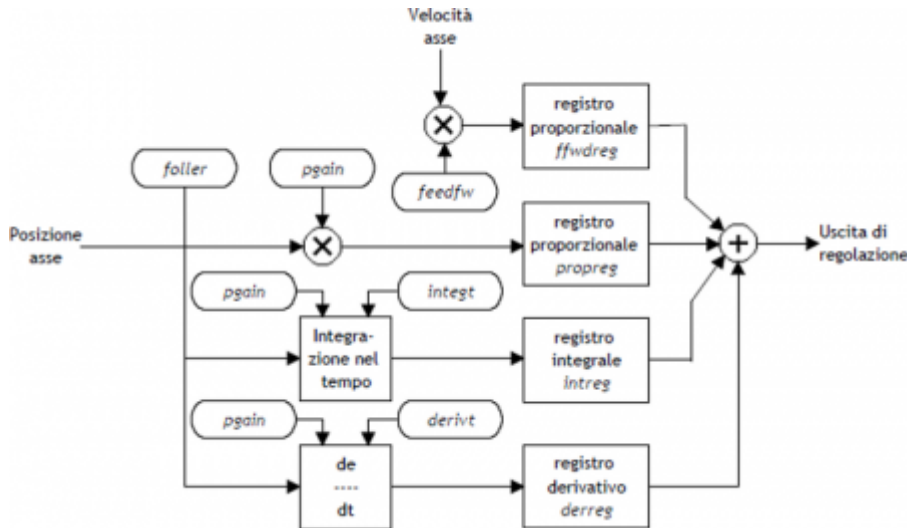 Velocità
asse
registro
proporzionale
ffwdreg
foller
pgain
feedfw
Posizione
asse
registro
proporzionale
propreg
Uscita di
regolazione
pgain
integt
Integra-
zione nel
tempo
registro
integrale
intreg
pgain
derivt
de
----
dt
registro
derivativo
derreg